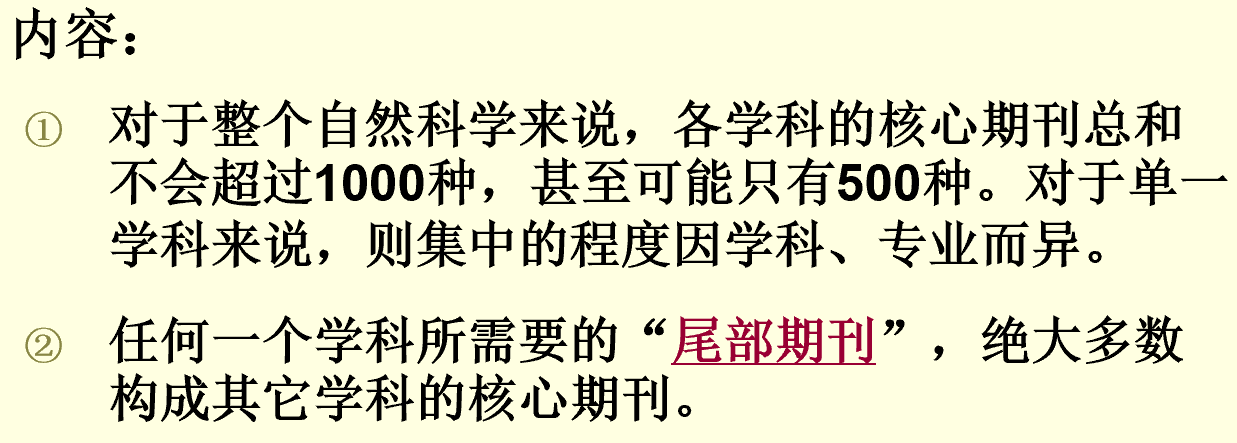 内容：
① 对于整个自然科学来说，各学科的核心期刊总和
不会超过1000种，甚至可能只有500种。对于单一
学科来说，则集中的程度因学科、专业而异。
② 任何一个学科所需要的“尾部期刊”，绝大多数
构成其它学科的核心期刊。